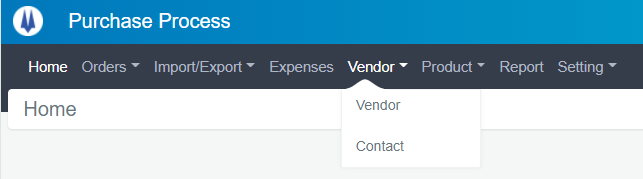 Purchase Process
Home Orders Import/Export Expenses Vendor Product Report Setting
Home
Vendor
Contact